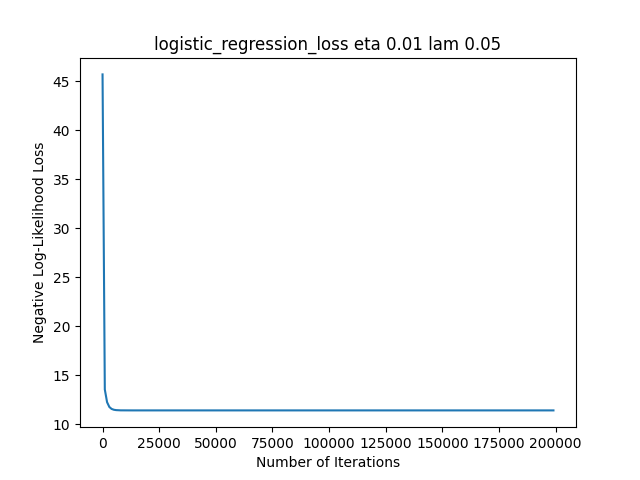 logistic_regression_loss eta 0.01 lam 0.05
Negative Log-Likelihood Loss
45
40
35
30
25
20
15
10
0 25000 50000 75000 100000 125000 150000 175000 200000
Number of Iterations